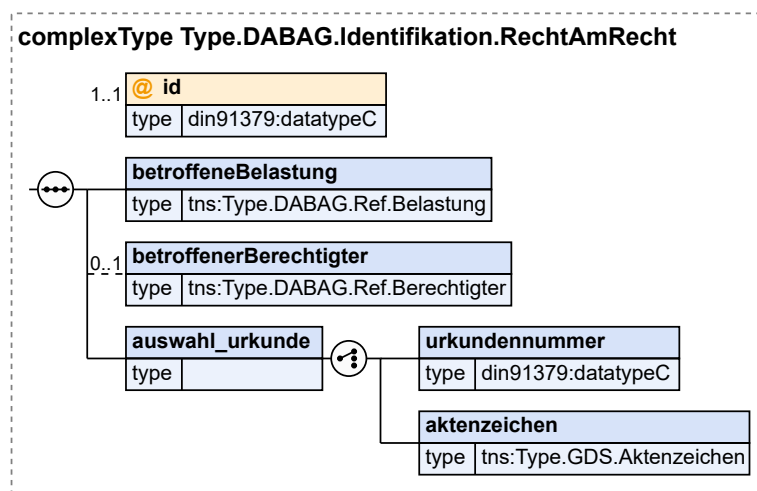 complexType Type.DABAG.Identifikation.RechtAmRecht
1..1 @ id
type din91379:datatypeC
betroffeneBelastung
type tns:Type.DABAG.Ref.Belastung
0..1 betroffenerBerechtigter
type tns:Type.DABAG.Ref.Berechtigter
auswahl_urkunde
type
urkundennummer
type din91379:datatypeC
aktenzeichen
type tns:Type.GDS.Aktenzeichen